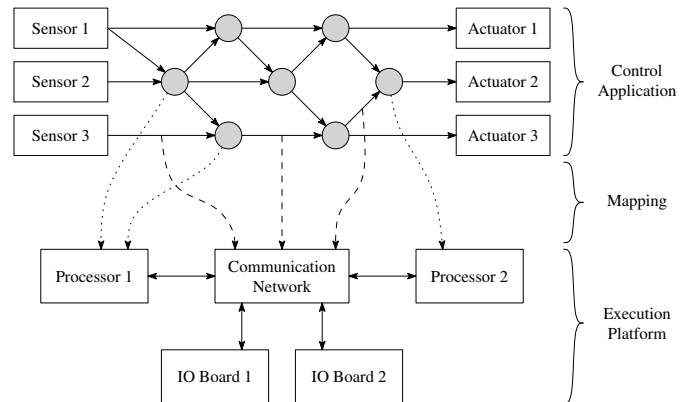 Sensor 1
Actuator 1
Sensor 2
Actuator 2
Control
Application
Sensor 3
Actuator 3
Mapping
Processor 1
Communication
Network
Processor 2
Execution
Platform
IO Board 1
IO Board 2